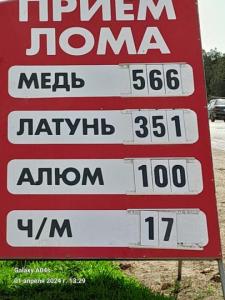 ПРИЕМ
ЛОМА
МЕДЬ 566
ЛАТУНЬ 351
АЛЮМ 100
Ч/М 17
Galaxy A04s
01 апреля 2024 г. 13:29